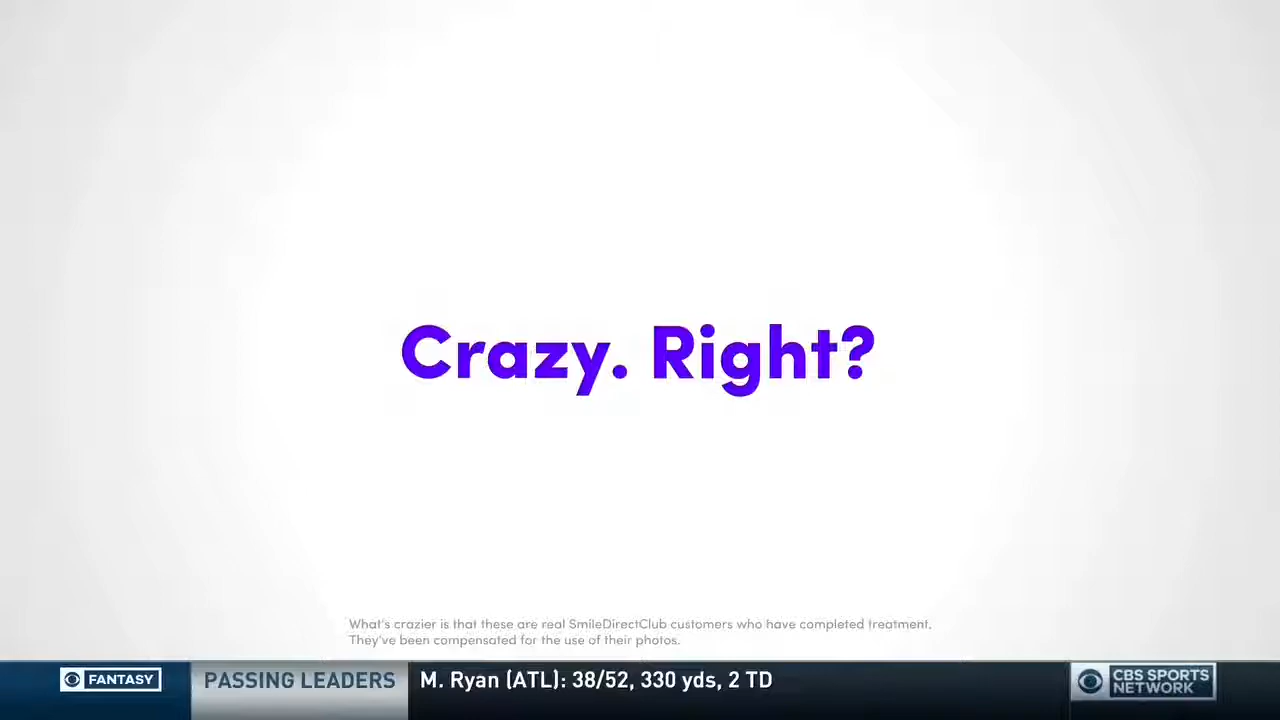 Crazy. Right?
What's crazier is that these are real SmileDirectClub customers who have completed treatment.
They've been compensated for the use of their photos.
FANTASY PASSING LEADERS M. Ryan (ATL): 38/52, 330 yds, 2 TD
CBS SPORTS
NETWORK